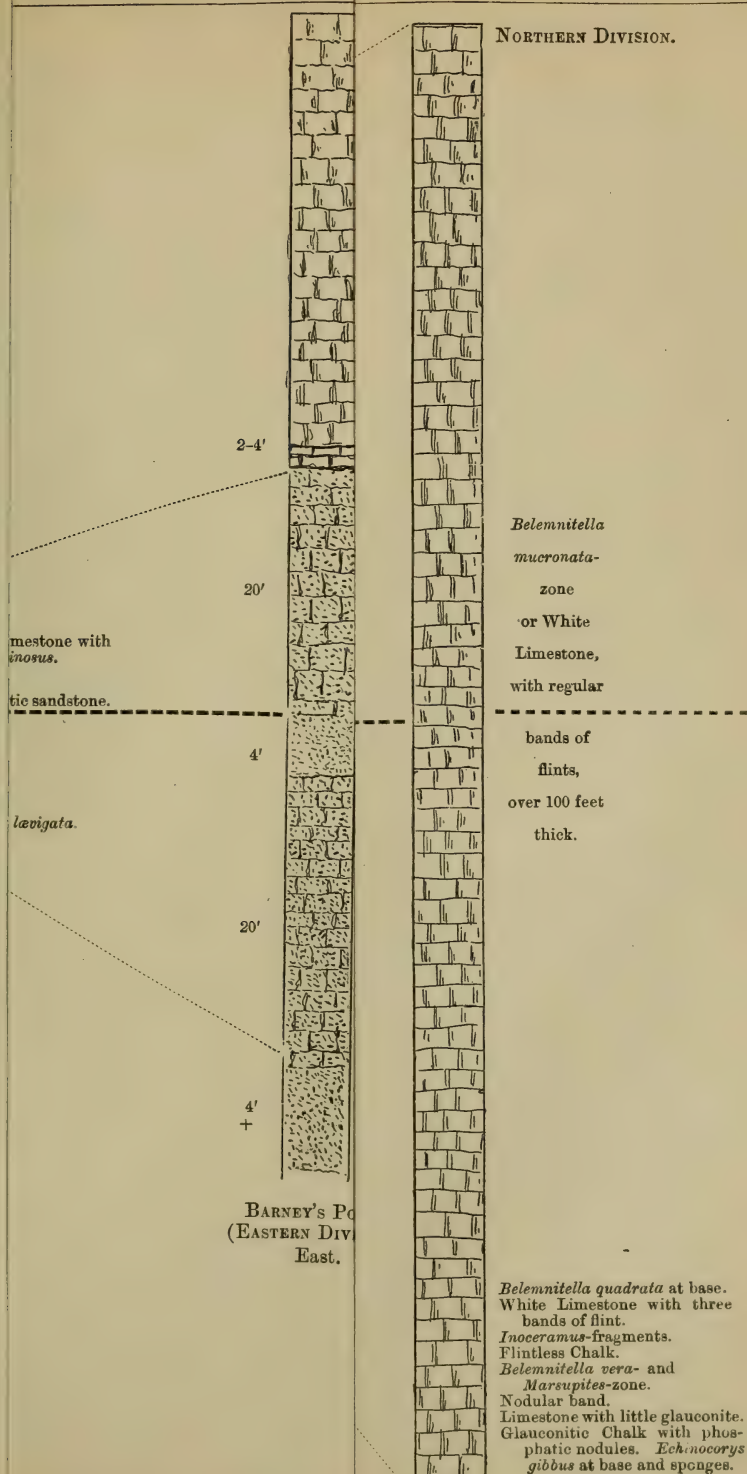 NORTHERN DIVISION.
2-4'
20'
mestone with
inosus.
tic sandstone.
4'
lævigata.
20'
4'
+
BARNEY'S PO
(EASTERN DIV
East.
Belemnitella
mucronata-
zone
or White
Limestone,
with regular
bands of
flints,
over 100 feet
thick.
Belemnitella quadrata at base.
White Limestone with three
bands of flint.
Inoceramus-fragments.
Flintless Chalk.
Belemnitella vera- and
Marsupites-zone.
Nodular band.
Limestone with little glauconite.
Glauconitic Chalk with phos-
phatic nodules. Echinocorys
gibbus at base and sponges.